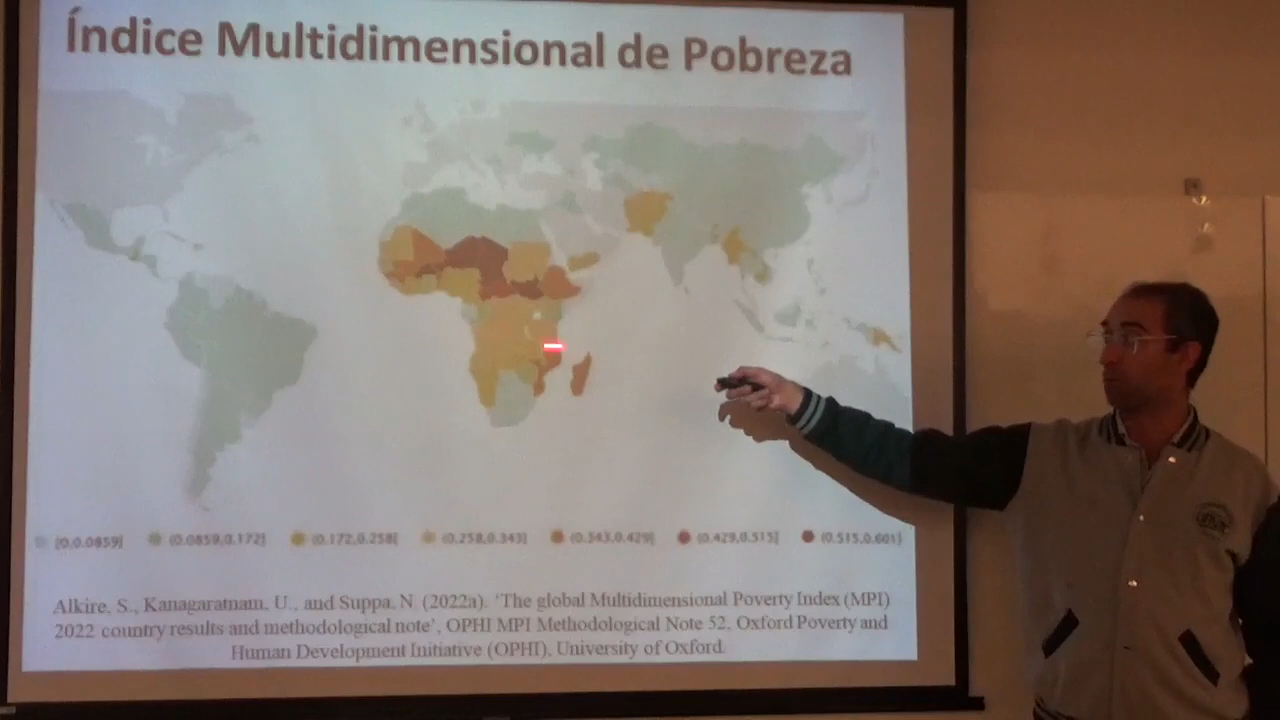 Índice Multidimensional de Pobreza
[0,0.0859] (0.0859,0.172] (0.172,0.258] (0.258,0.343] (0.343,0.429] (0.429,0.515] (0.515,0.601]
Alkire, S., Kanagaratnam, U., and Suppa, N. (2022a). ‘The global Multidimensional Poverty Index (MPI)
2022 country results and methodological note’, OPHI MPI Methodological Note 52, Oxford Poverty and
Human Development Initiative (OPHI), University of Oxford.